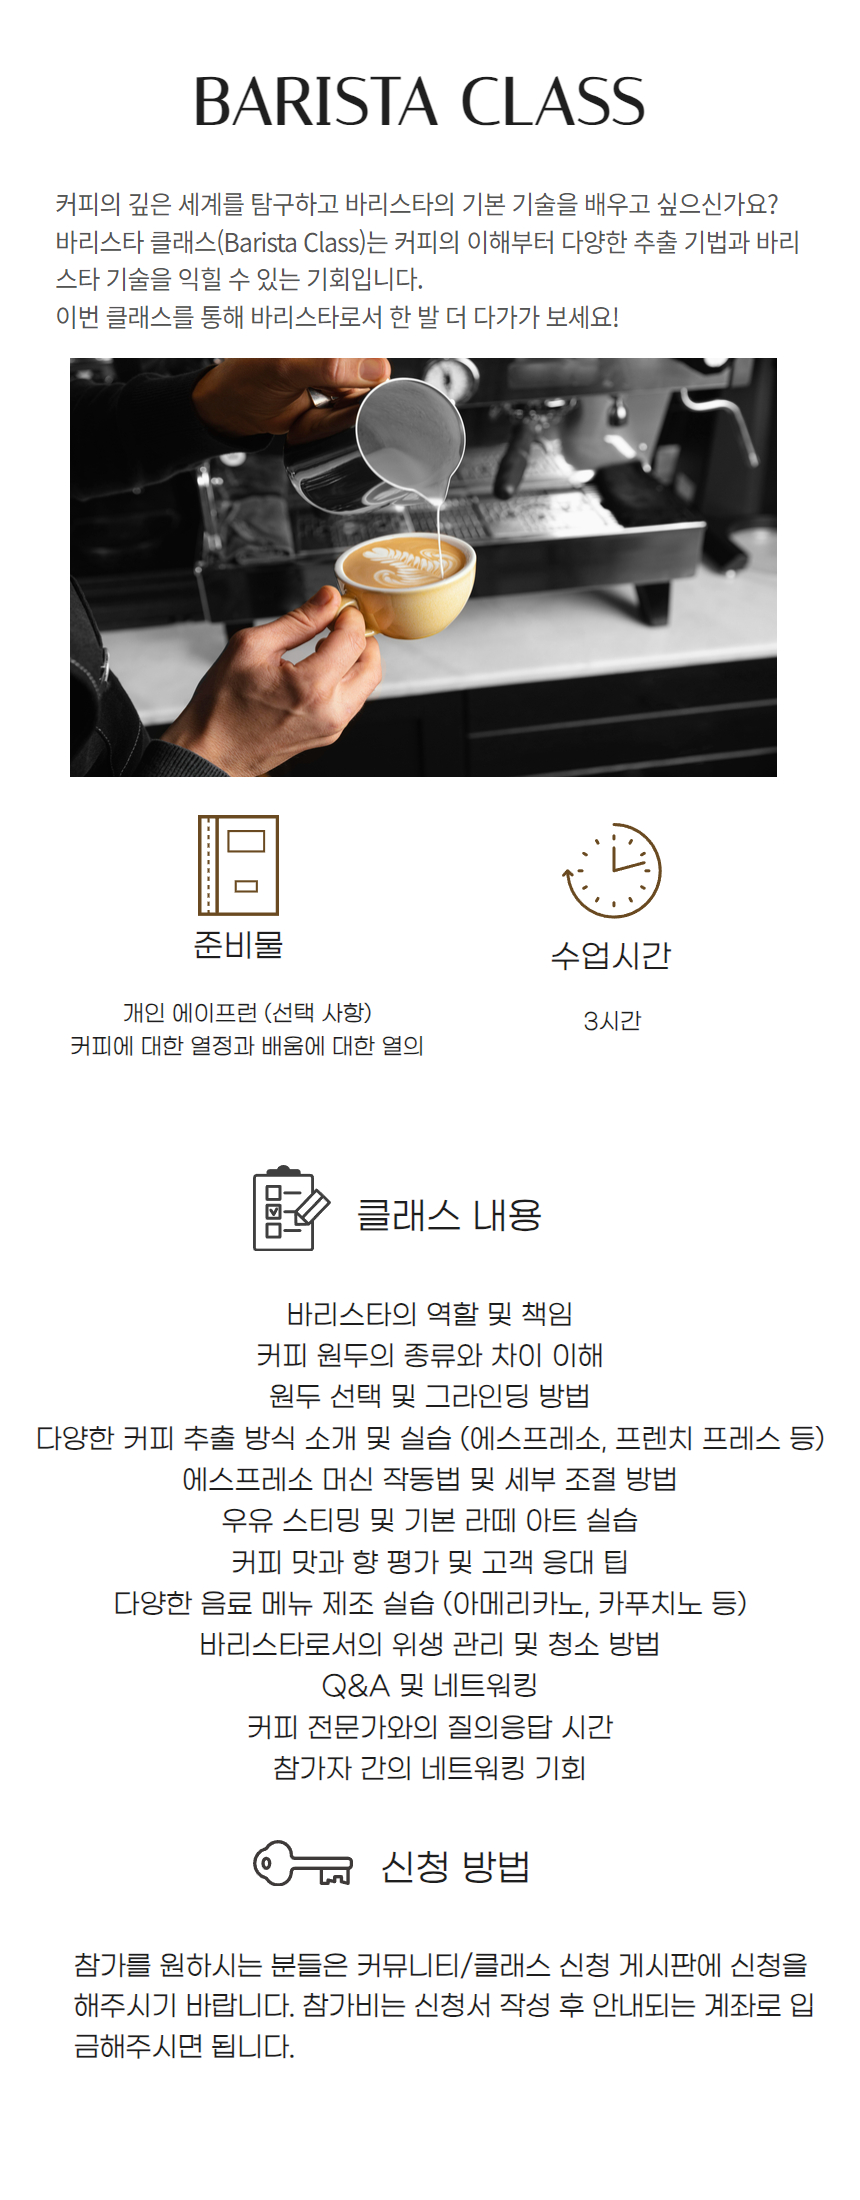 BARISTA CLASS
커피의 깊은 세계를 탐구하고 바리스타의 기본 기술을 배우고 싶으신가요?
바리스타 클래스(Barista Class)는 커피의 이해부터 다양한 추출 기법과 바리
스타 기술을 익힐 수 있는 기회입니다.
이번 클래스를 통해 바리스타로서 한 발 더 다가가 보세요!
준비물
개인 에이프런 (선택 사항)
커피에 대한 열정과 배움에 대한 열의
수업시간
3시간
클래스 내용
바리스타의 역할 및 책임
커피 원두의 종류와 차이 이해
원두 선택 및 그라인딩 방법
다양한 커피 추출 방식 소개 및 실습 (에스프레소, 프렌치 프레스 등)
에스프레소 머신 작동법 및 세부 조절 방법
우유 스티밍 및 기본 라떼 아트 실습
커피 맛과 향 평가 및 고객 응대 팁
다양한 음료 메뉴 제조 실습 (아메리카노, 카푸치노 등)
바리스타로서의 위생 관리 및 청소 방법
Q&A 및 네트워킹
커피 전문가와의 질의응답 시간
참가자 간의 네트워킹 기회
신청 방법
참가를 원하시는 분들은 커뮤니티/클래스 신청 게시판에 신청을
해주시기 바랍니다. 참가비는 신청서 작성 후 안내되는 계좌로 입
금해주시면 됩니다.